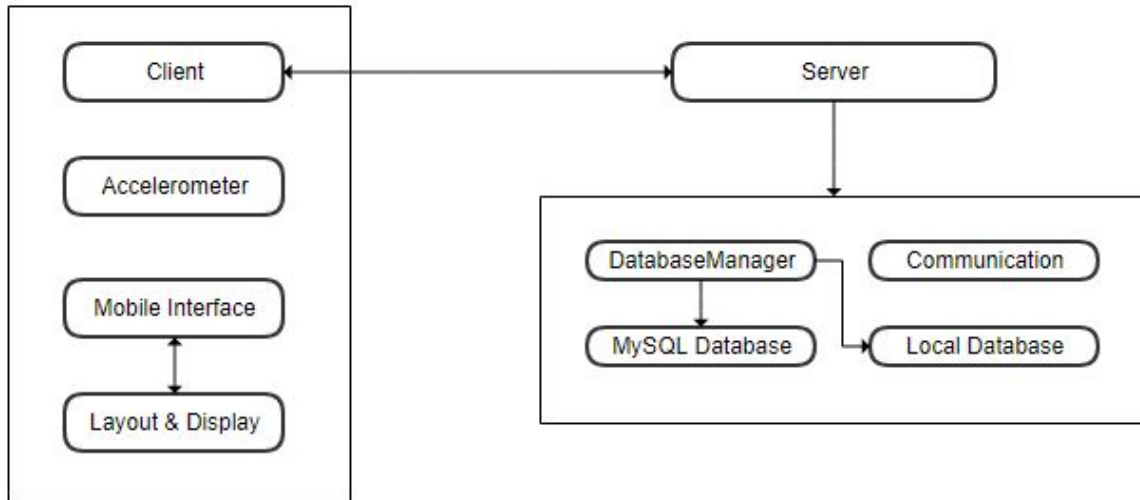 Client
Server
Accelerometer
Mobile Interface
Layout & Display
DatabaseManager
Communication
MySQL Database
Local Database